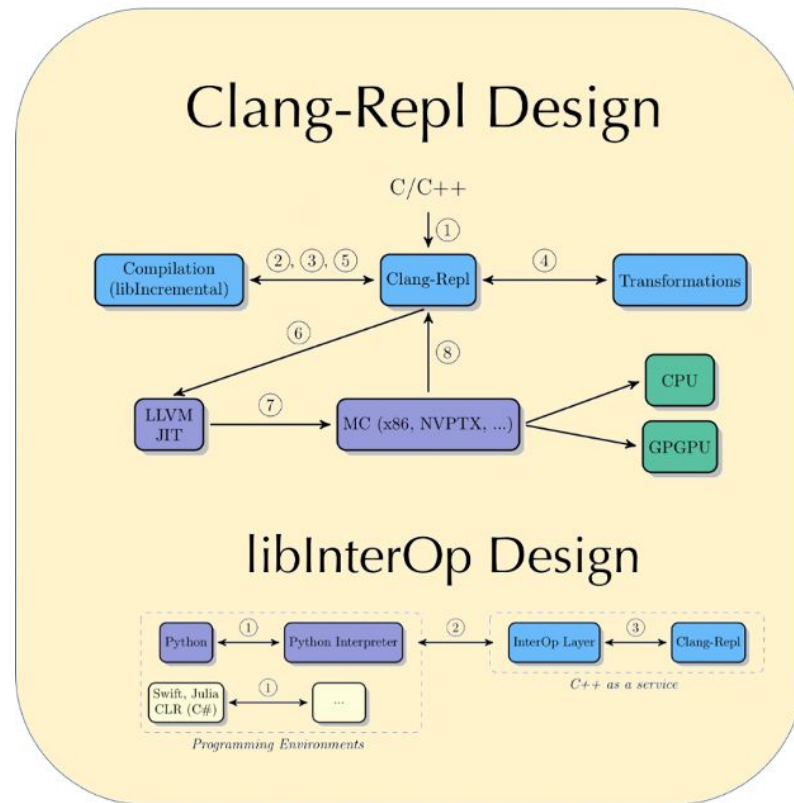 Clang-Repl Design
C/C++
1
Compilation
(libIncremental)
2, 3, 5
Clang-Repl
4
Transformations
6
8
LLVM
JIT
7
MC (x86, NVPTX, ...)
CPU
GPGPU
libInterOp Design
Python
1
Python Interpreter
2
InterOp Layer
3
Clang-Repl
C++ as a service
Swift, Julia
CLR (C#)
1
...
Programming Environments